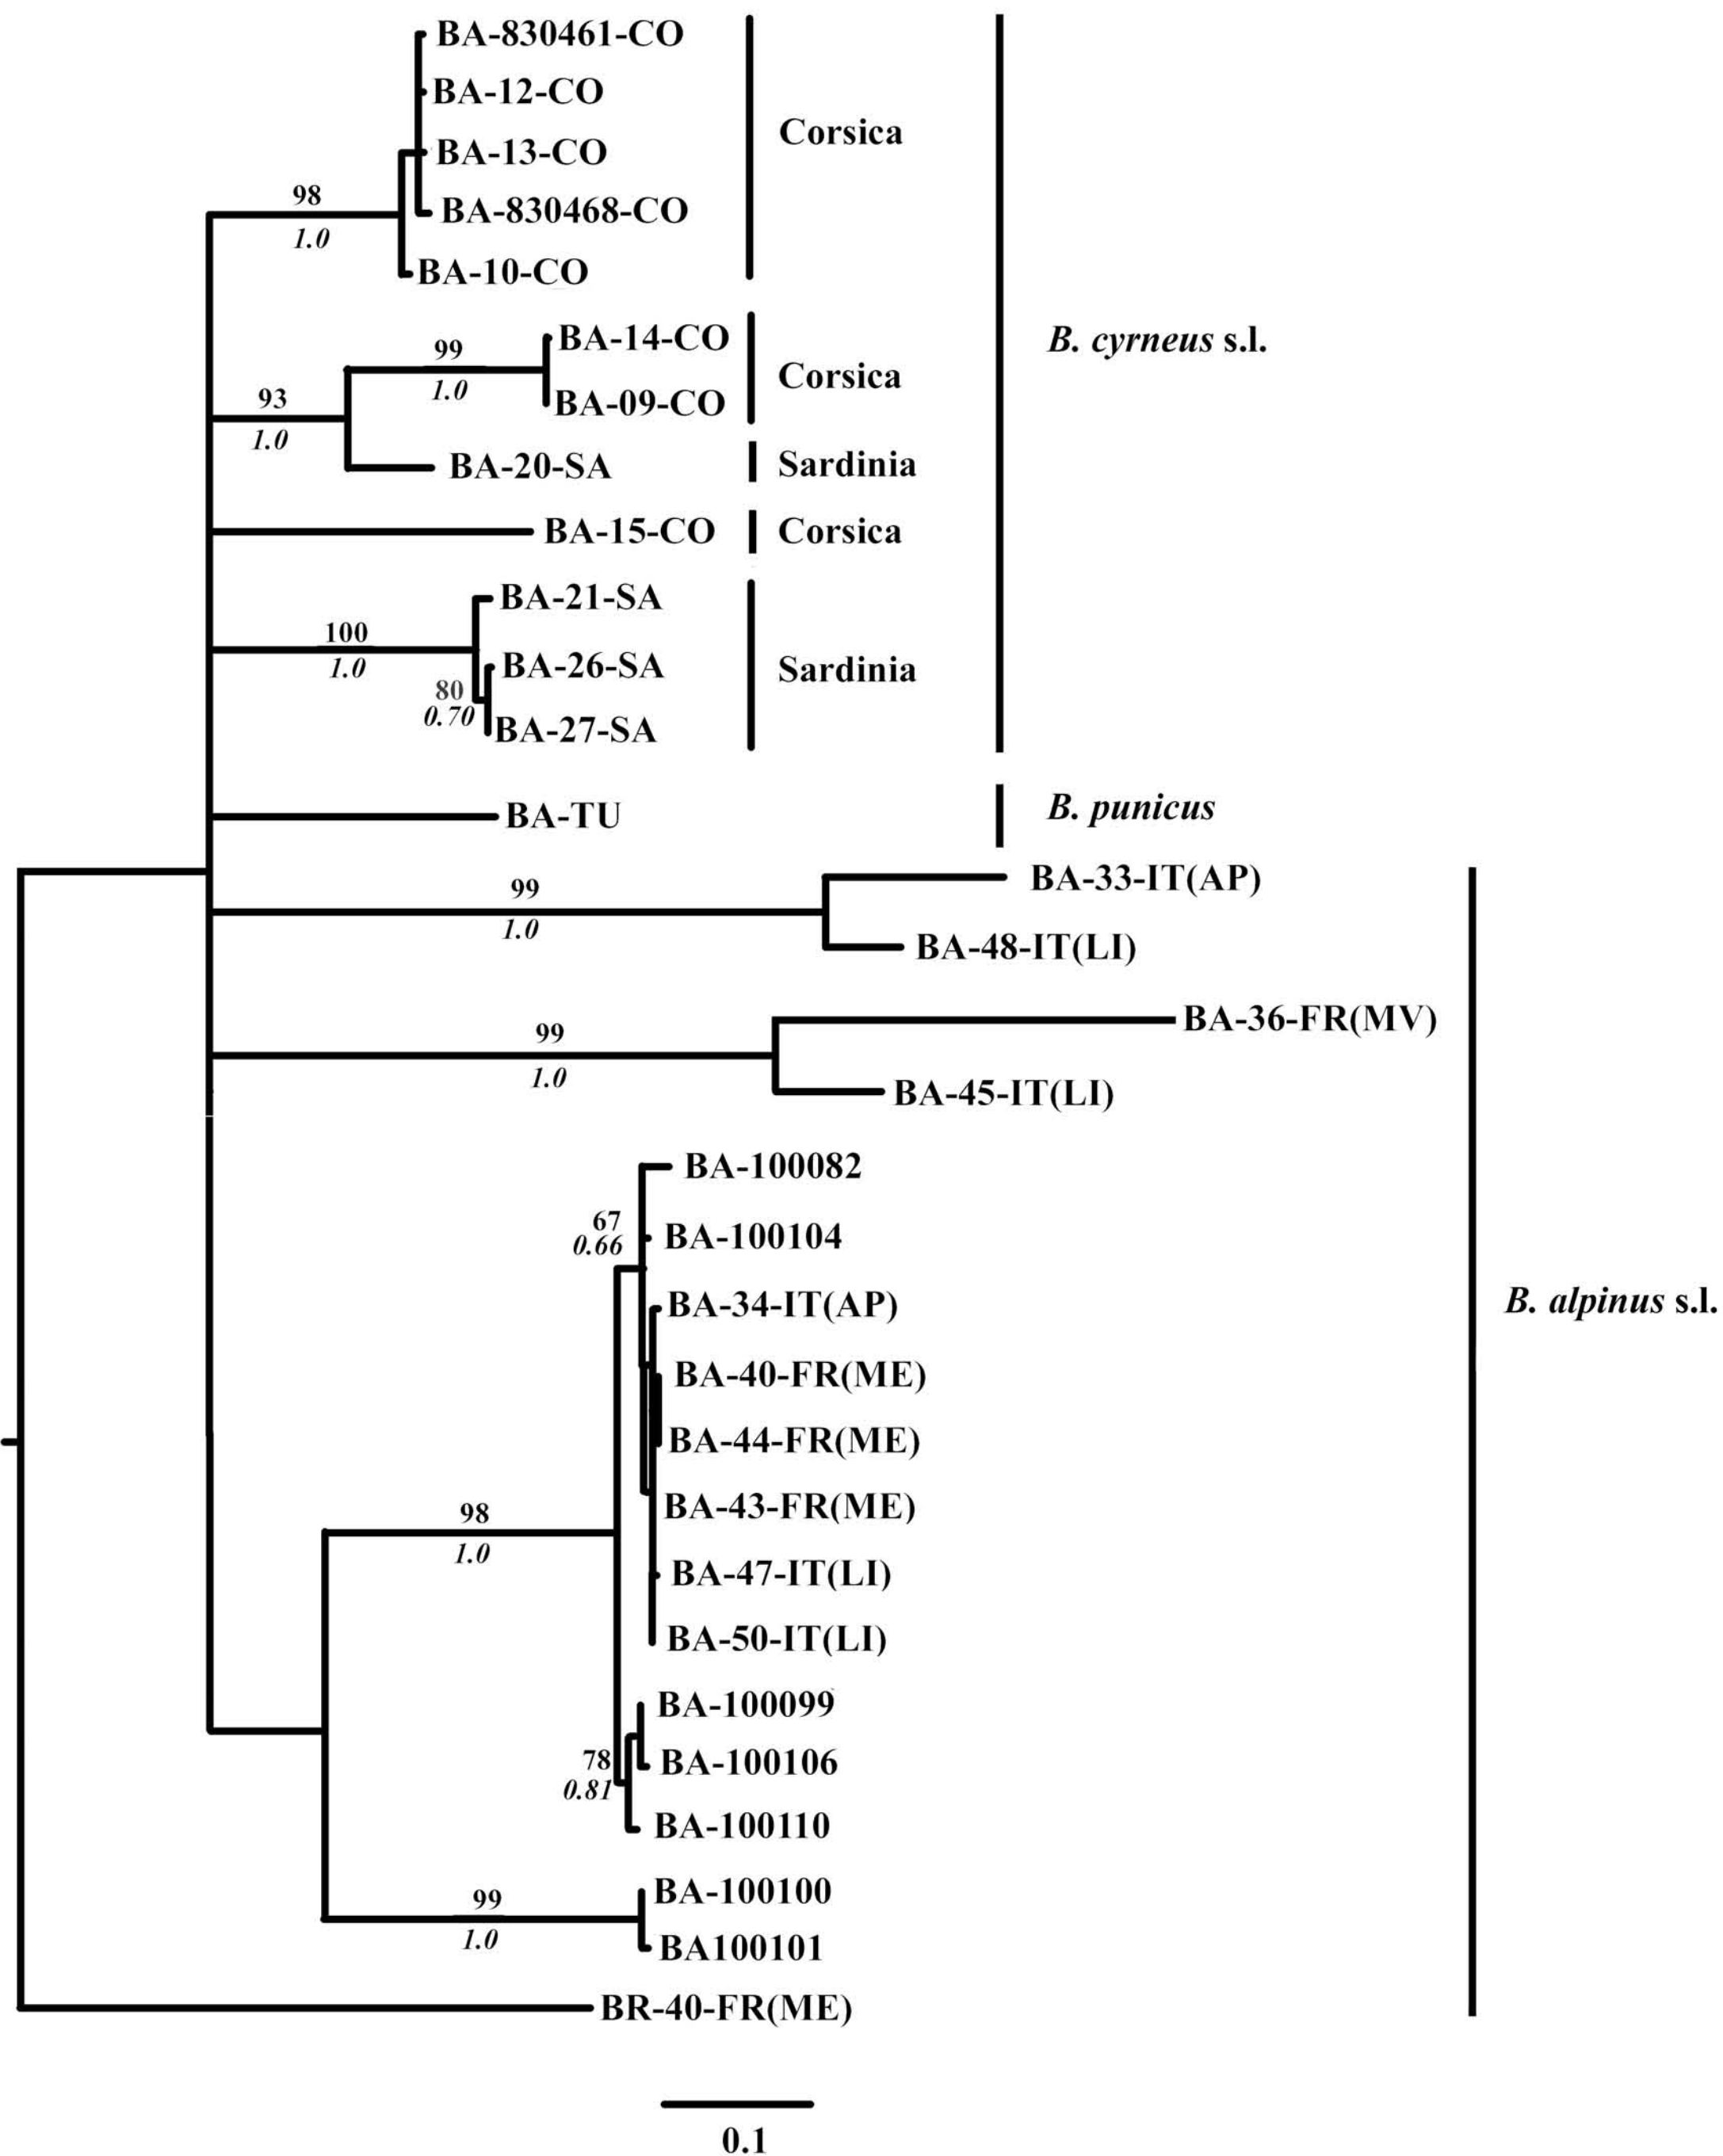 BA-830461-CO
BA-12-CO
Corsica
BA-13-CO
98
1.0
BA-830468-CO
BA-10-CO
BA-14-CO
B. cyrneus s.l.
99
1.0
Corsica
93
1.0
BA-09-CO
BA-20-SA
Sardinia
BA-15-CO
Corsica
BA-21-SA
100
1.0
BA-26-SA
Sardinia
80
0.70
BA-27-SA
BA-TU
B. punicus
BA-33-IT(AP)
99
1.0
BA-48-IT(LI)
BA-36-FR(MV)
99
1.0
BA-45-IT(LI)
BA-100082
67
0.66
BA-100104
BA-34-IT(AP)
B. alpinus s.l.
BA-40-FR(ME)
BA-44-FR(ME)
BA-43-FR(ME)
98
1.0
BA-47-IT(LI)
BA-50-IT(LI)
BA-100099
78
0.81
BA-100106
BA-100110
BA-100100
99
1.0
BA100101
BR-40-FR(ME)
0.1